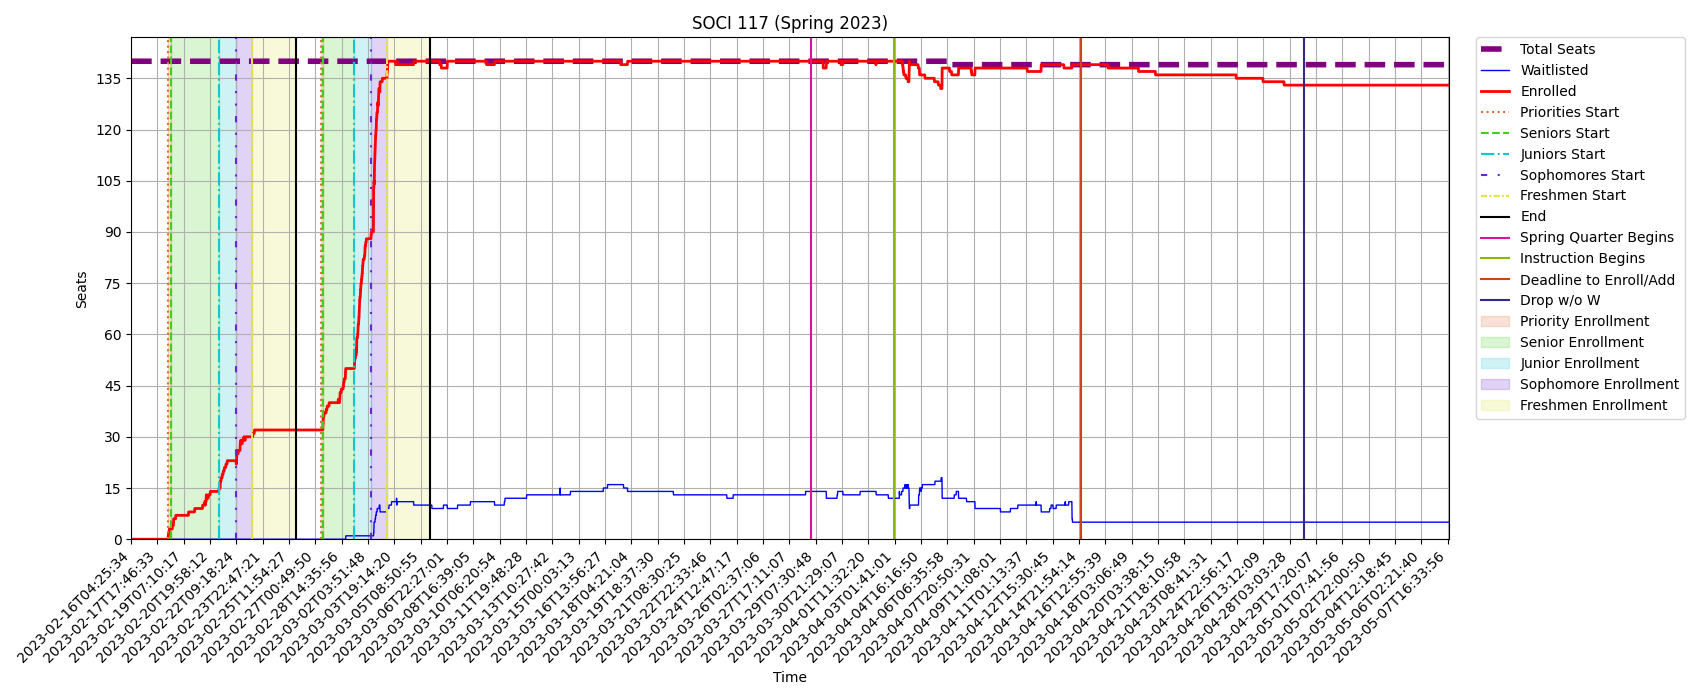 SOCI 117 (Spring 2023)
Seats
135
120
105
90
75
60
45
30
15
0
2023-02-16T04:25:34
2023-02-17T17:46:33
2023-02-19T07:10:17
2023-02-20T19:58:12
2023-02-22T09:18:24
2023-02-23T22:47:21
2023-02-25T11:54:27
2023-02-27T00:49:50
2023-02-28T14:35:56
2023-03-02T03:51:48
2023-03-03T19:14:20
2023-03-05T08:50:55
2023-03-06T22:27:01
2023-03-08T16:39:05
2023-03-10T06:20:54
2023-03-11T19:48:28
2023-03-13T10:27:42
2023-03-15T00:03:13
2023-03-16T13:56:27
2023-03-18T04:21:04
2023-03-19T18:37:30
2023-03-21T08:30:25
2023-03-22T22:33:46
2023-03-24T12:47:17
2023-03-26T02:37:06
2023-03-27T17:11:07
2023-03-29T07:30:48
2023-03-30T21:29:07
2023-04-01T11:32:20
2023-04-03T01:41:01
2023-04-04T16:16:50
2023-04-06T06:35:58
2023-04-07T20:50:31
2023-04-09T11:08:01
2023-04-11T01:13:37
2023-04-12T15:30:45
2023-04-14T21:54:14
2023-04-16T12:55:39
2023-04-18T03:06:49
2023-04-20T03:38:15
2023-04-21T18:10:58
2023-04-23T08:41:31
2023-04-24T22:56:17
2023-04-26T13:12:09
2023-04-28T03:03:28
2023-04-29T17:20:07
2023-05-01T07:41:56
2023-05-02T22:00:50
2023-05-04T12:18:45
2023-05-06T02:21:40
2023-05-07T16:33:56
Time
Total Seats
Waitlisted
Enrolled
Priorities Start
Seniors Start
Juniors Start
Sophomores Start
Freshmen Start
End
Spring Quarter Begins
Instruction Begins
Deadline to Enroll/Add
Drop w/o W
Priority Enrollment
Senior Enrollment
Junior Enrollment
Sophomore Enrollment
Freshmen Enrollment